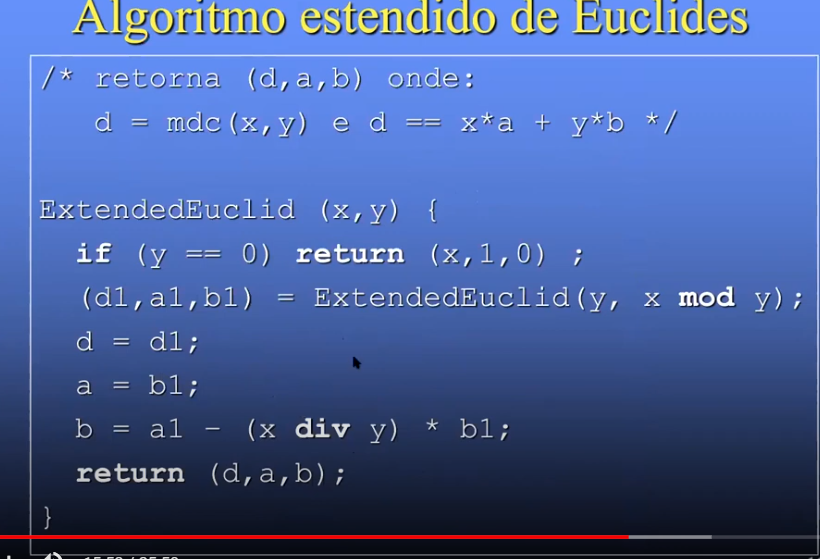 Algoritmo estendido de Euclides
/* retorna (d,a,b) onde:
d = mdc(x,y) e d == x*a + y*b */
ExtendedEuclid (x,y) {
if (y == 0) return (x,1,0) ;
(d1,a1,b1) = ExtendedEuclid(y, x mod y);
d = d1;
a = b1;
b = a1 – (x div y) * b1;
return (d,a,b);
}